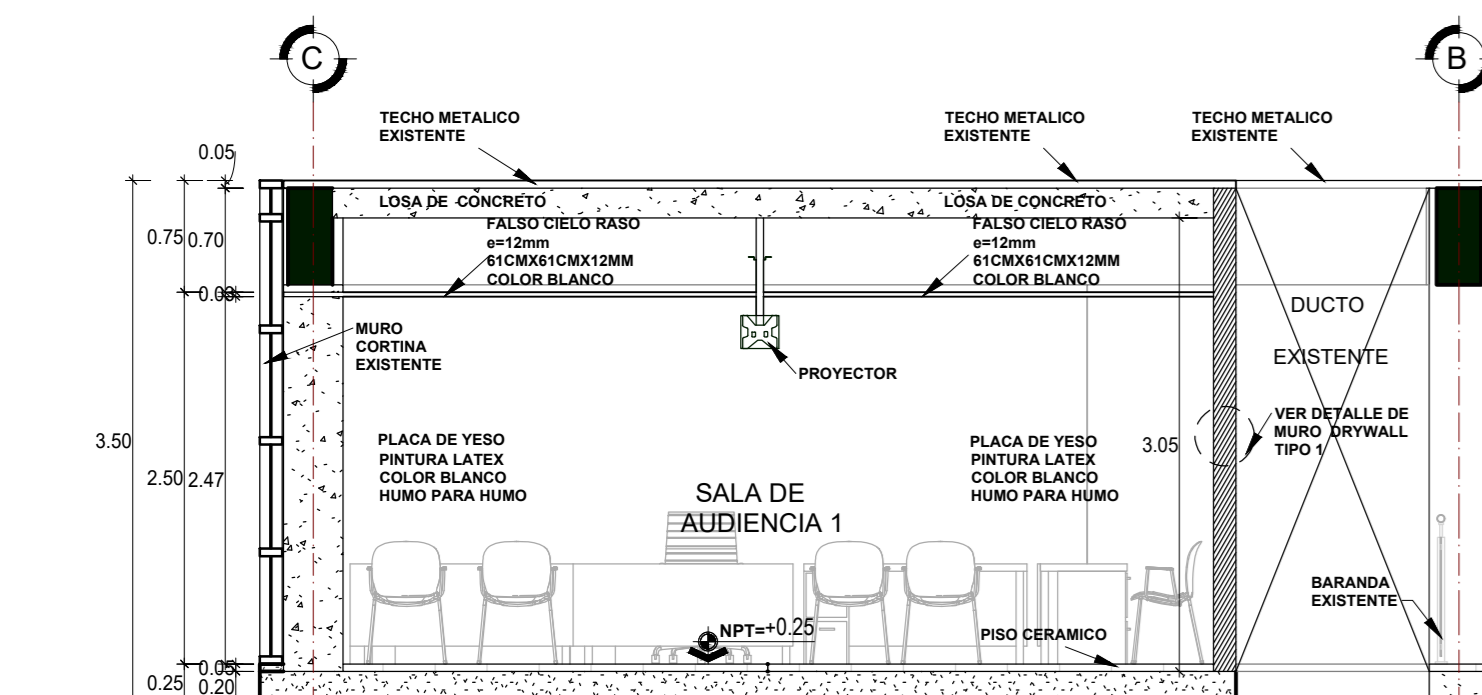 C
B
TECHO METALICO
EXISTENTE
TECHO METALICO
EXISTENTE
TECHO METALICO
EXISTENTE
0.05
LOSA DE CONCRETO
LOSA DE CONCRETO
FALSO CIELO RASO
e=12mm
61CMX61CMX12MM
COLOR BLANCO
FALSO CIELO RASO
e=12mm
61CMX61CMX12MM
COLOR BLANCO
0.75
0.70
0.03
DUCTO
EXISTENTE
MURO
CORTINA
EXISTENTE
PROYECTOR
3.50
2.50
2.47
PLACA DE YESO
PINTURA LATEX
COLOR BLANCO
HUMO PARA HUMO
PLACA DE YESO
PINTURA LATEX
COLOR BLANCO
HUMO PARA HUMO
3.05
VER DETALLE DE
MURO DRYWALL
TIPO 1
SALA DE
AUDIENCIA 1
BARANDA
EXISTENTE
NPT=+0.25
PISO CERAMICO
0.05
0.25
0.20